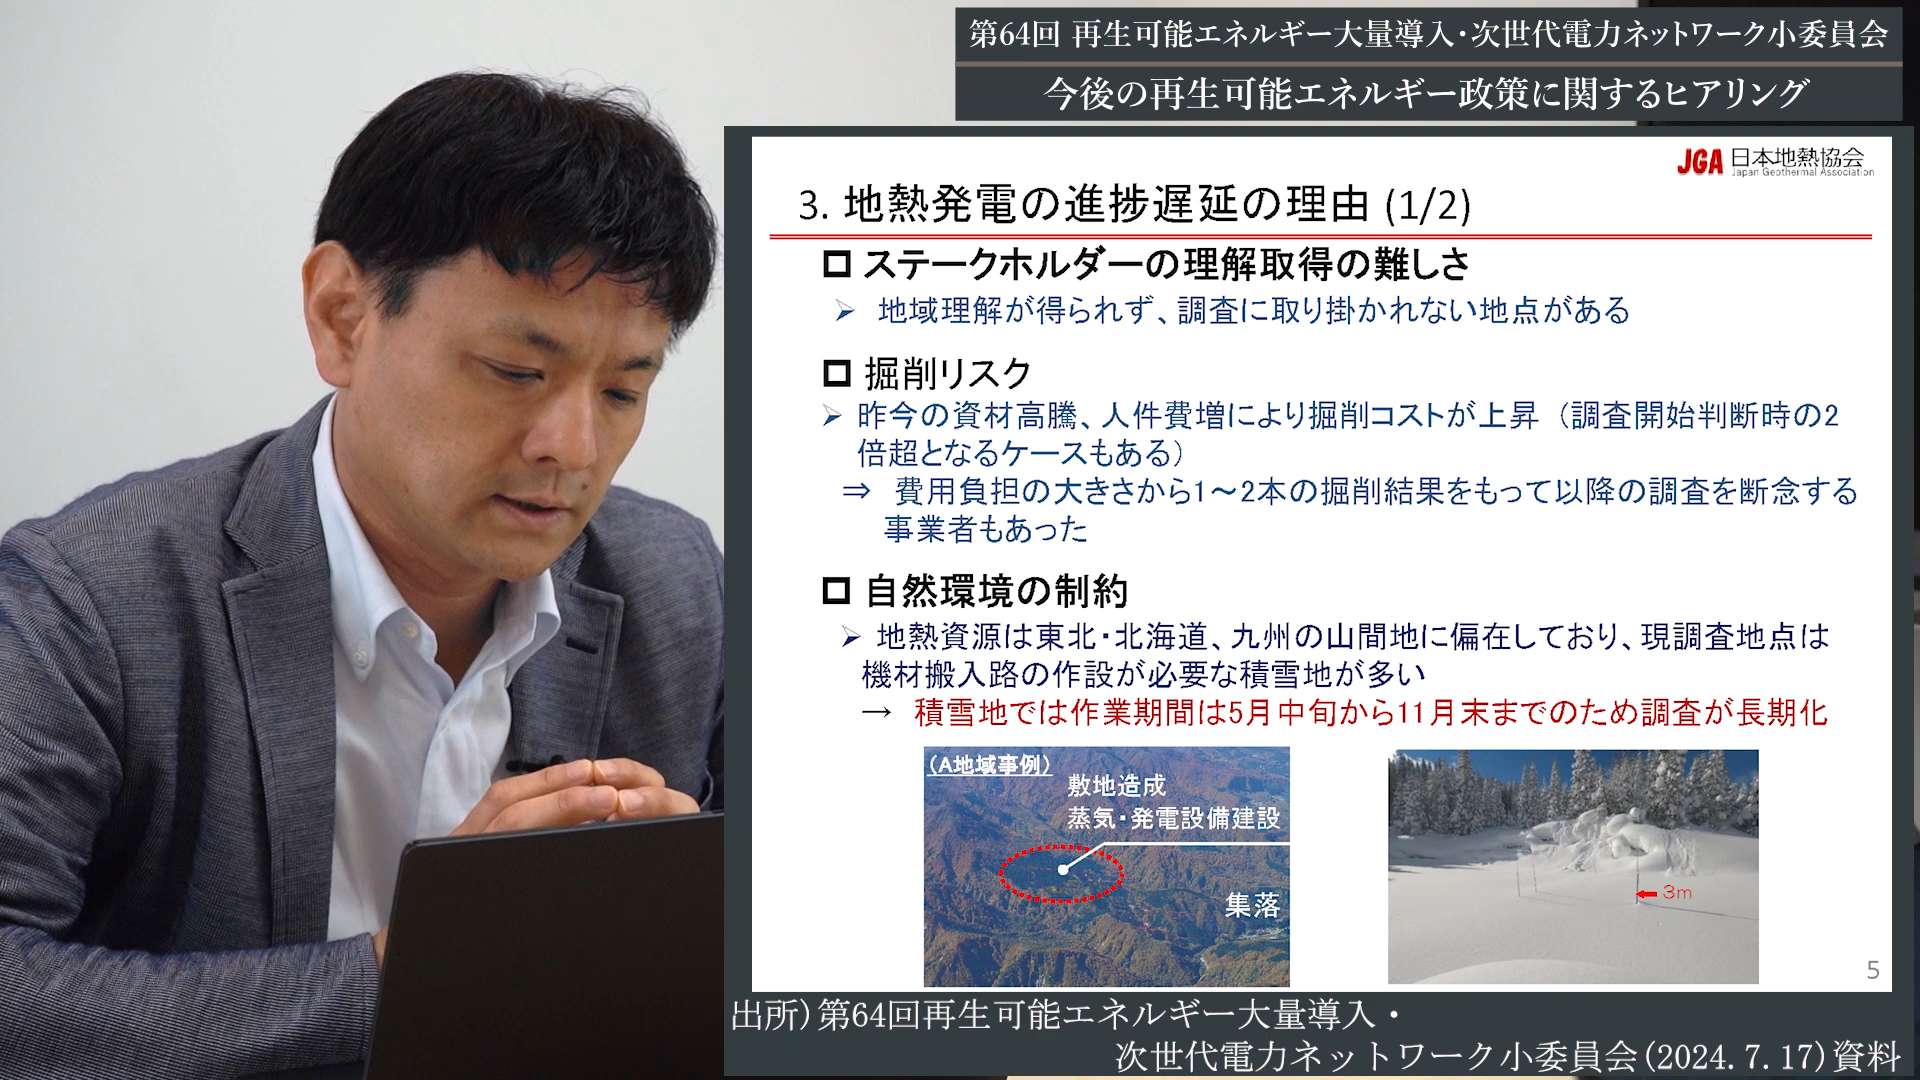 第64回 再生可能エネルギー大量導入・次世代電力ネットワーク小委員会
今後の再生可能エネルギー政策に関するヒアリング
JGA 日本地熱協会
Japan Geothermal Association
3. 地熱発電の進捗遅延の理由 (1/2)
ステークホルダーの理解取得の難しさ
地域理解が得られず、調査に取り掛かれない地点がある
掘削リスク
昨今の資材高騰、人件費増により掘削コストが上昇（調査開始判断時の2
倍超となるケースもある）
⇒ 費用負担の大きさから1～2本の掘削結果をもって以降の調査を断念する
事業者もあった
自然環境の制約
地熱資源は東北・北海道、九州の山間地に偏在しており、現調査地点は
機材搬入路の作設が必要な積雪地が多い
→ 積雪地では作業期間は5月中旬から11月末までのため調査が長期化
（A地域事例）
敷地造成
蒸気・発電設備建設
集落
3m
5
出所）第64回再生可能エネルギー大量導入・
次世代電力ネットワーク小委員会(2024.7.17)資料